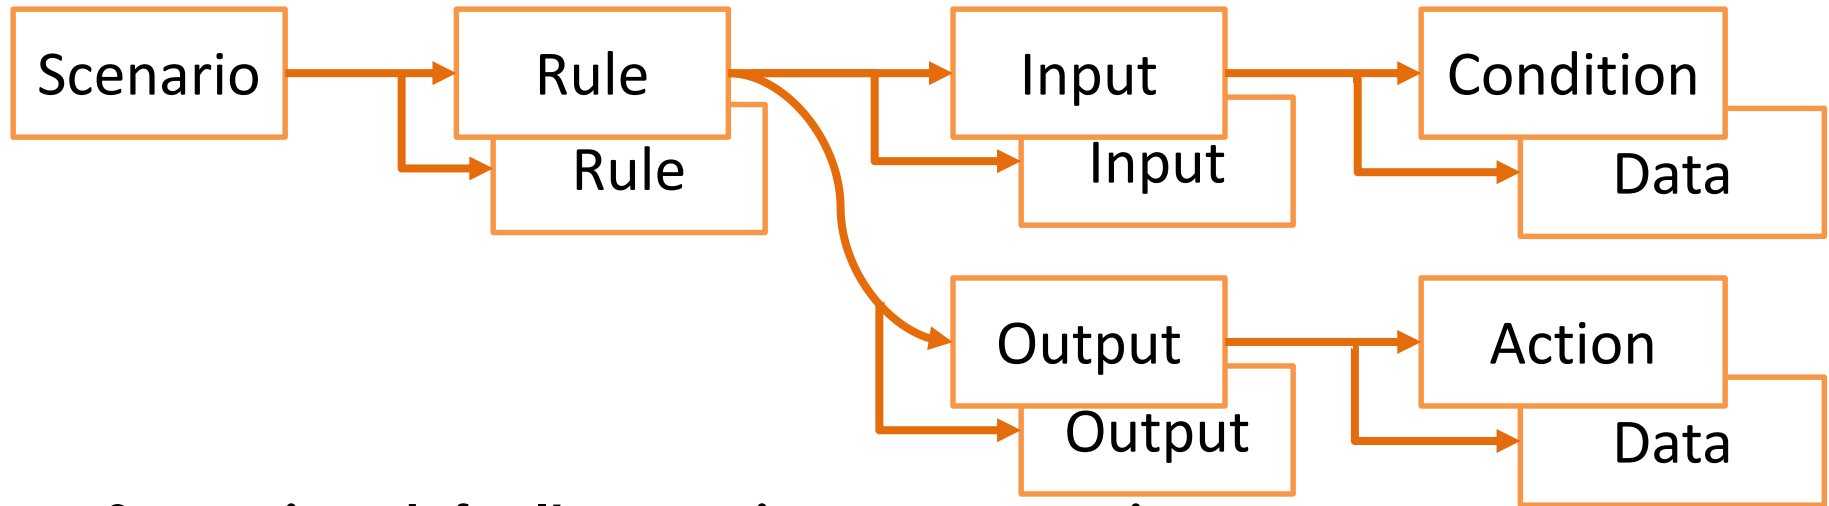 Scenario
Rule
Input
Condition
Rule
Input
Data
Output
Action
Output
Data